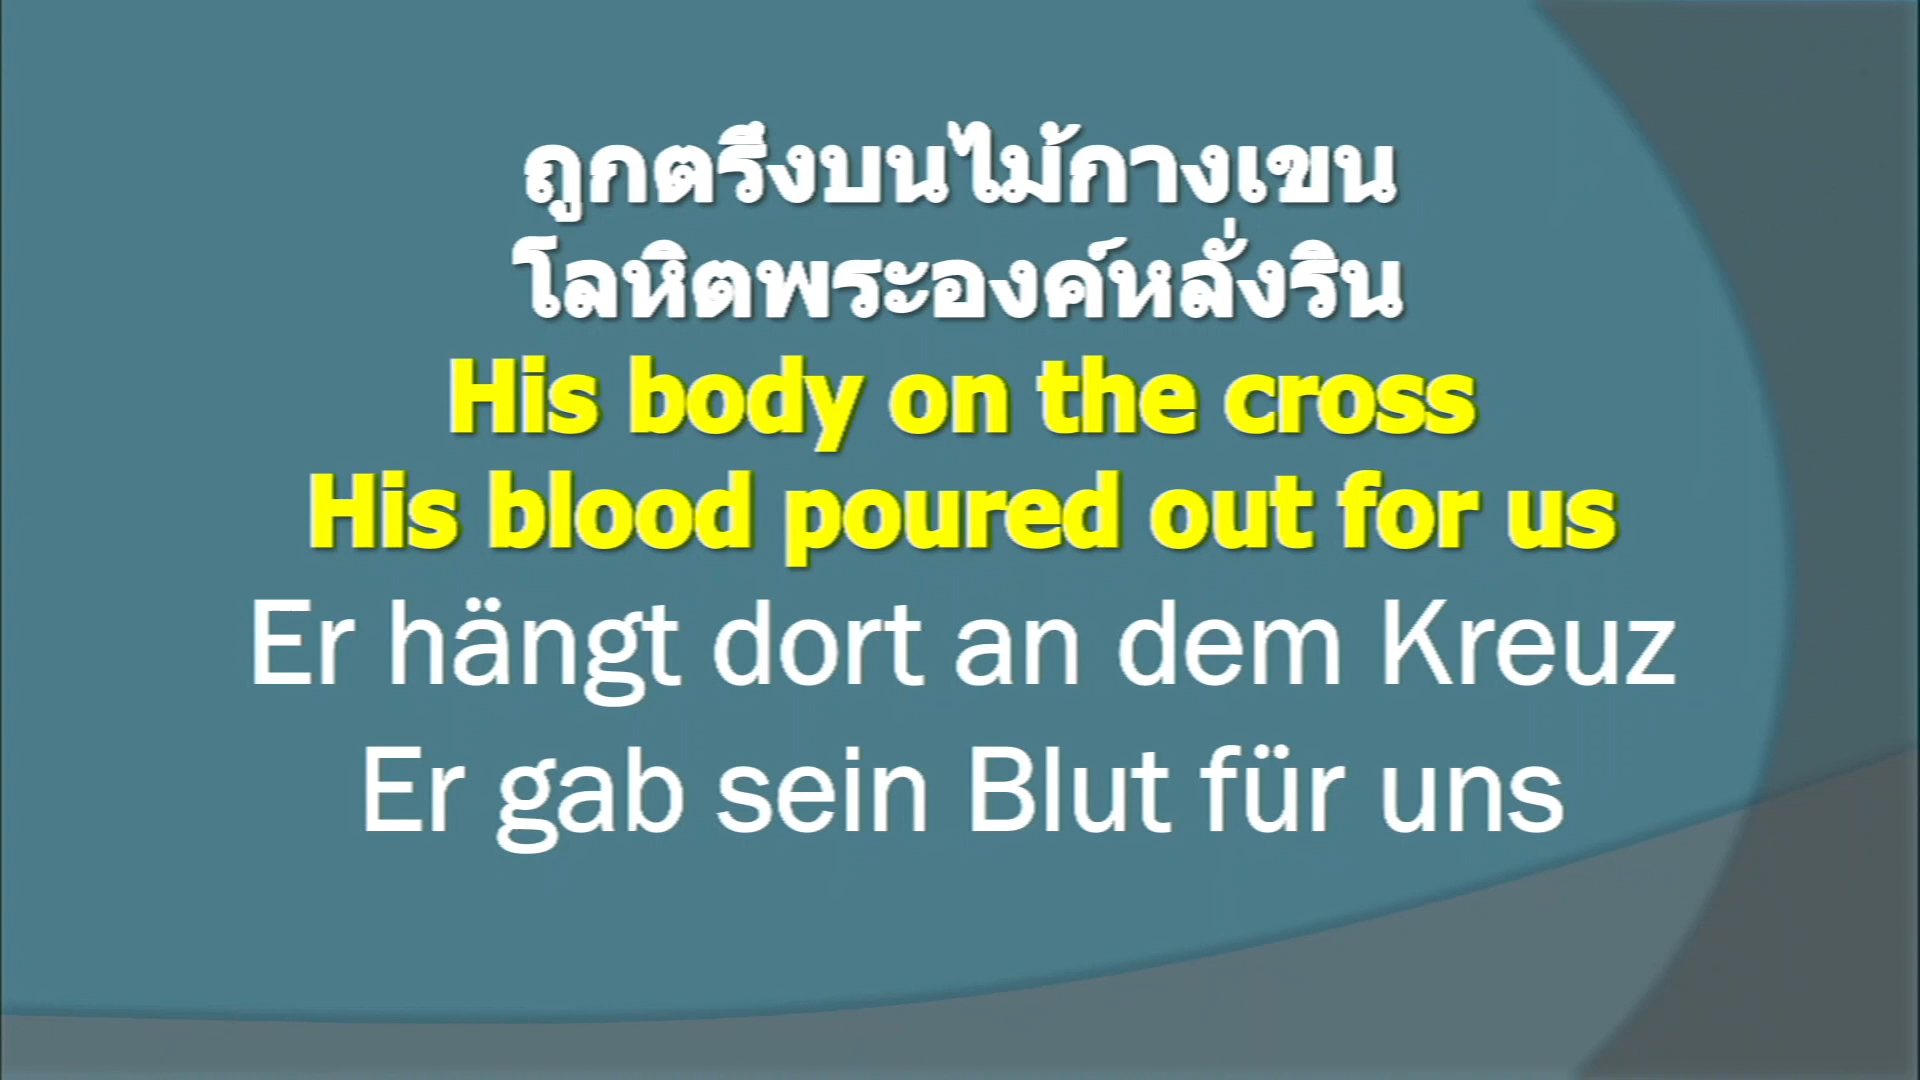 ถูกตรึงบนไม้กางเขน
โลหิตพระองค์หลั่งริน
His body on the cross
His blood poured out for us
Er hängt dort an dem Kreuz
Er gab sein Blut für uns